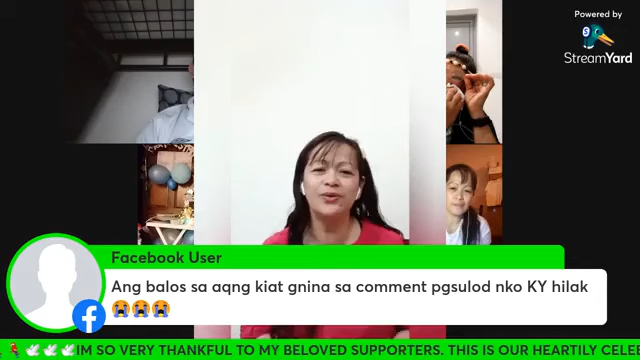 Powered by
StreamYard
Facebook User
Ang balos sa aqng kiat gnina sa comment pgsulod nko KY hilak
😭😭😭
IM SO VERY THANKFUL TO MY BELOVED SUPPORTERS. THIS IS OUR HEARTILY CELE